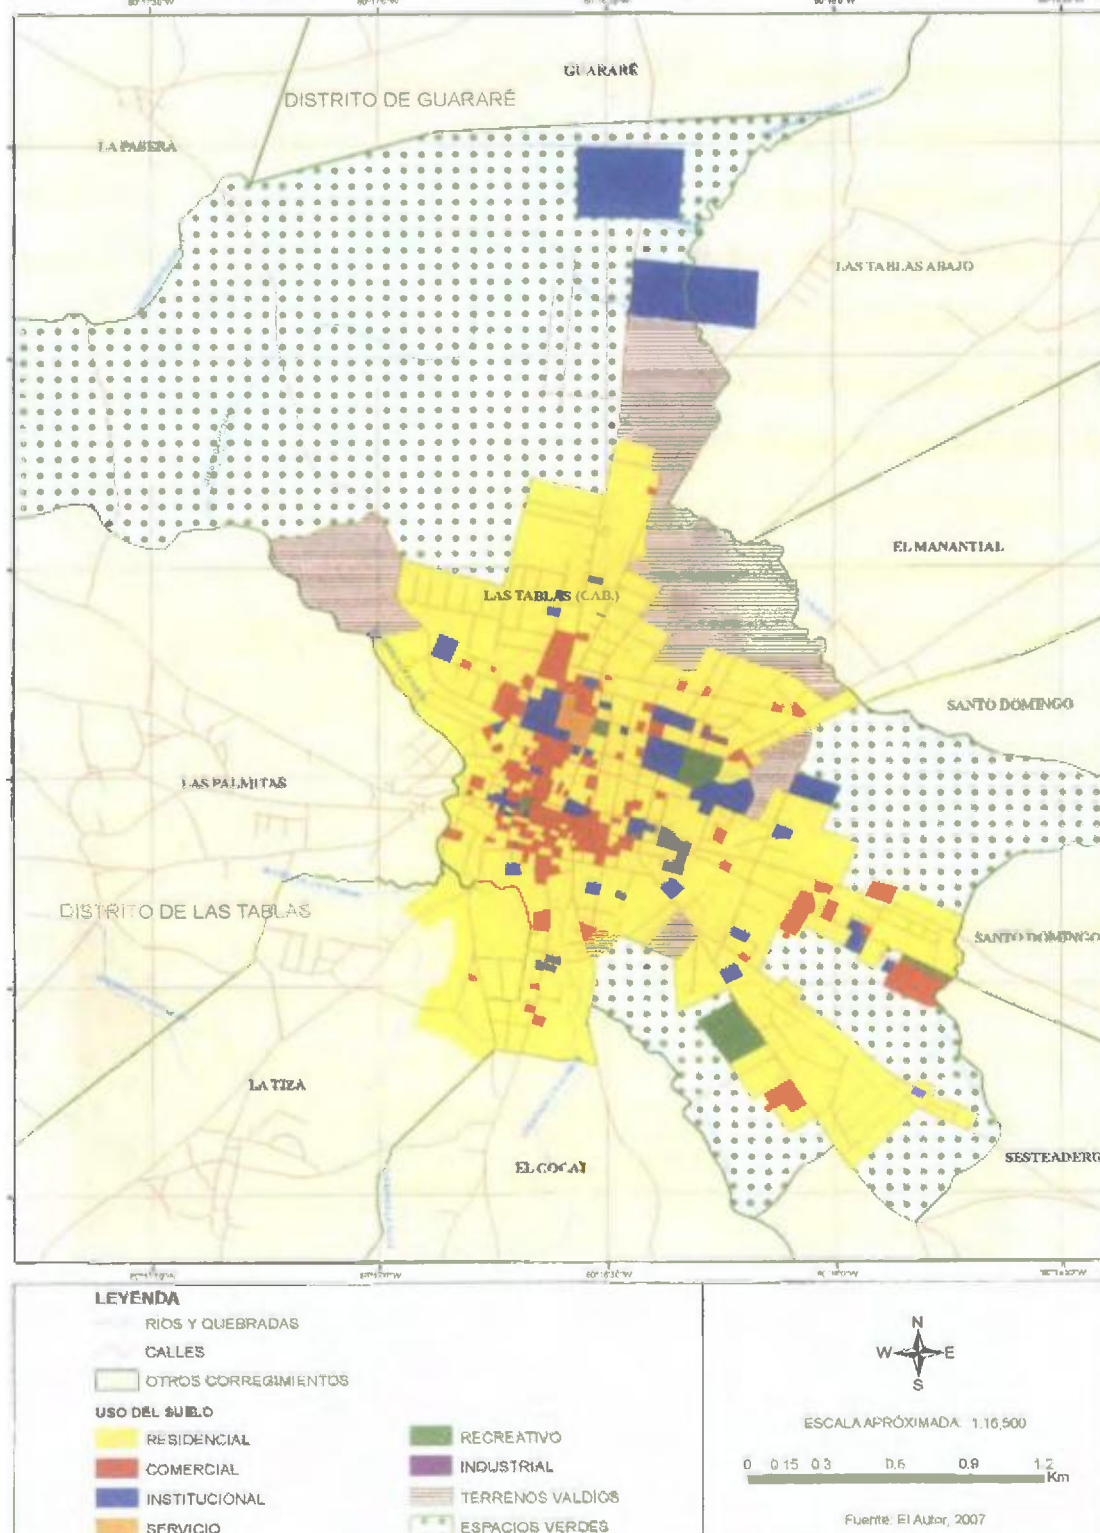 GUARARÉ
DISTRITO DE GUARARÉ
LA PASERA
LAS TABLAS ABAJO
EL MANANTIAL
LAS TABLAS (CAB.)
SANTO DOMINGO
LAS PALMITAS
DISTRITO DE LAS TABLAS
SANTO DOMINGO
LA TIZA
EL COCAL
SESTEADERO
LEYENDA
RIOS Y QUEBRADAS
CALLES
OTROS CORREGIMIENTOS
USO DEL SUELO
RESIDENCIAL
COMERCIAL
INSTITUCIONAL
SERVICIO
RECREATIVO
INDUSTRIAL
TERRENOS VALDÍOS
ESPACIOS VERDES
N
W E
S
ESCALA APRÓXIMADA: 1:16,500
0 0.15 0.3 0.6 0.9 1.2
Km
Fuente: El Autor, 2007